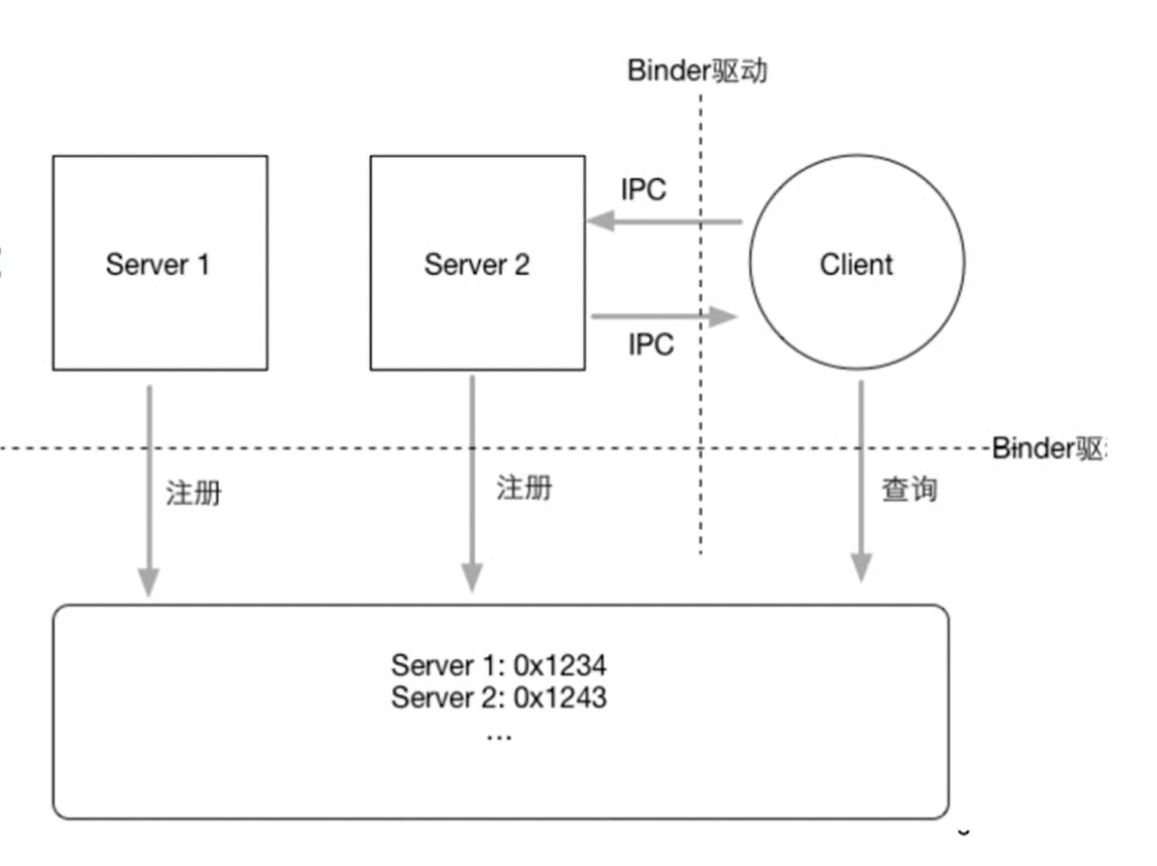 Binder驱动
IPC
Server 1
Server 2
Client
IPC
Binder驱
注册
注册
查询
Server 1: 0x1234
Server 2: 0x1243
...